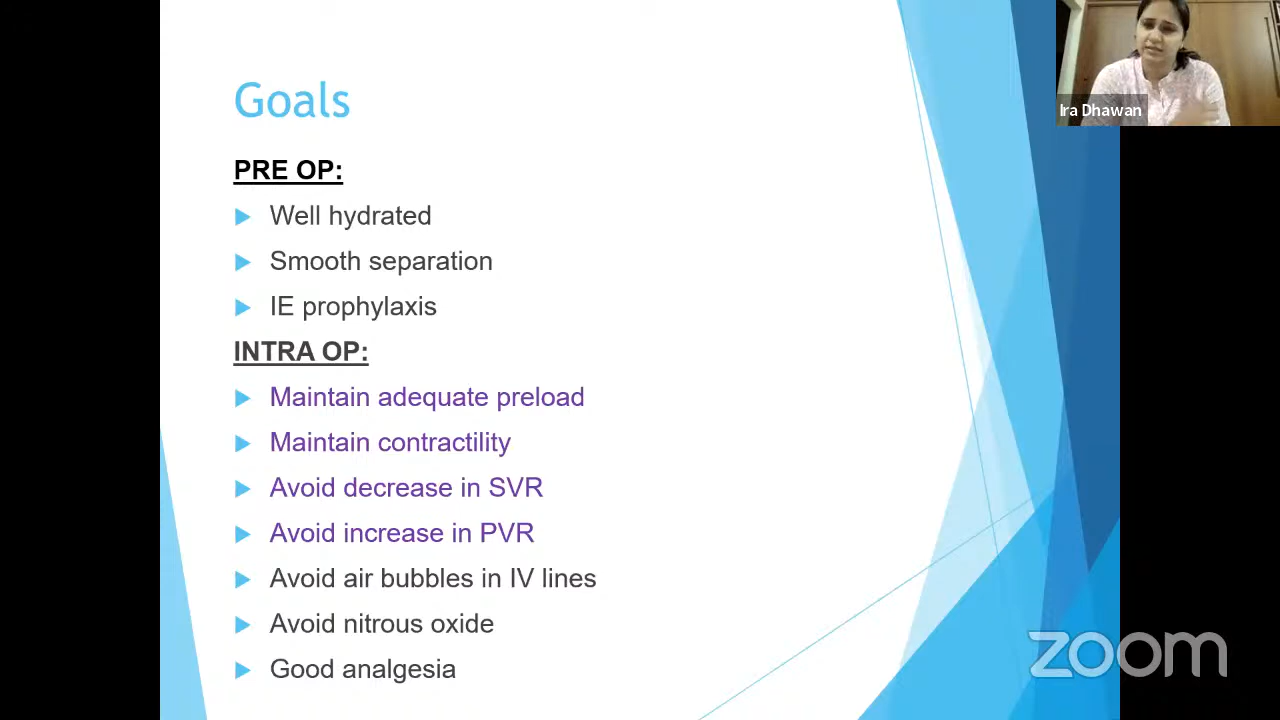 Goals
PRE OP:
Well hydrated
Smooth separation
IE prophylaxis
INTRA OP:
Maintain adequate preload
Maintain contractility
Avoid decrease in SVR
Avoid increase in PVR
Avoid air bubbles in IV lines
Avoid nitrous oxide
Good analgesia
Ira Dhawan
zoom